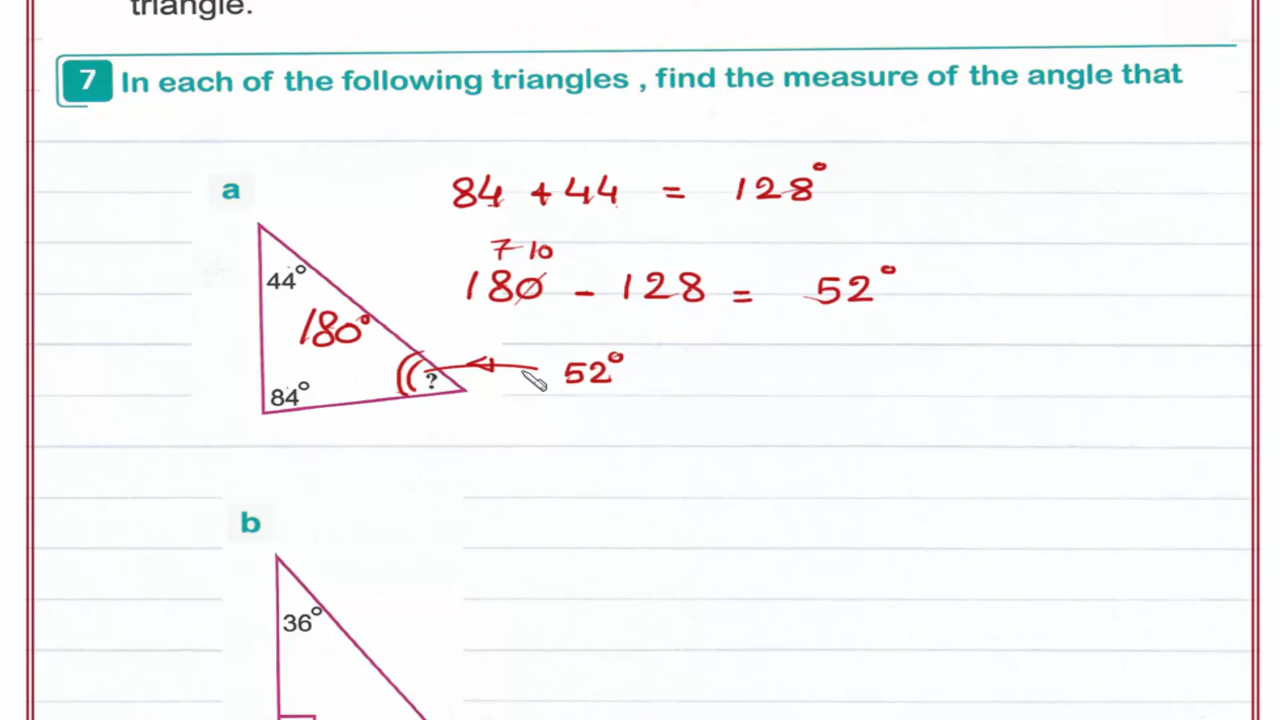 triangle.
7 In each of the following triangles , find the measure of the angle that
a
84 + 44 = 128°
7 10
180 - 128 = 52°
44°
180°
84°
?
52°
b
36°